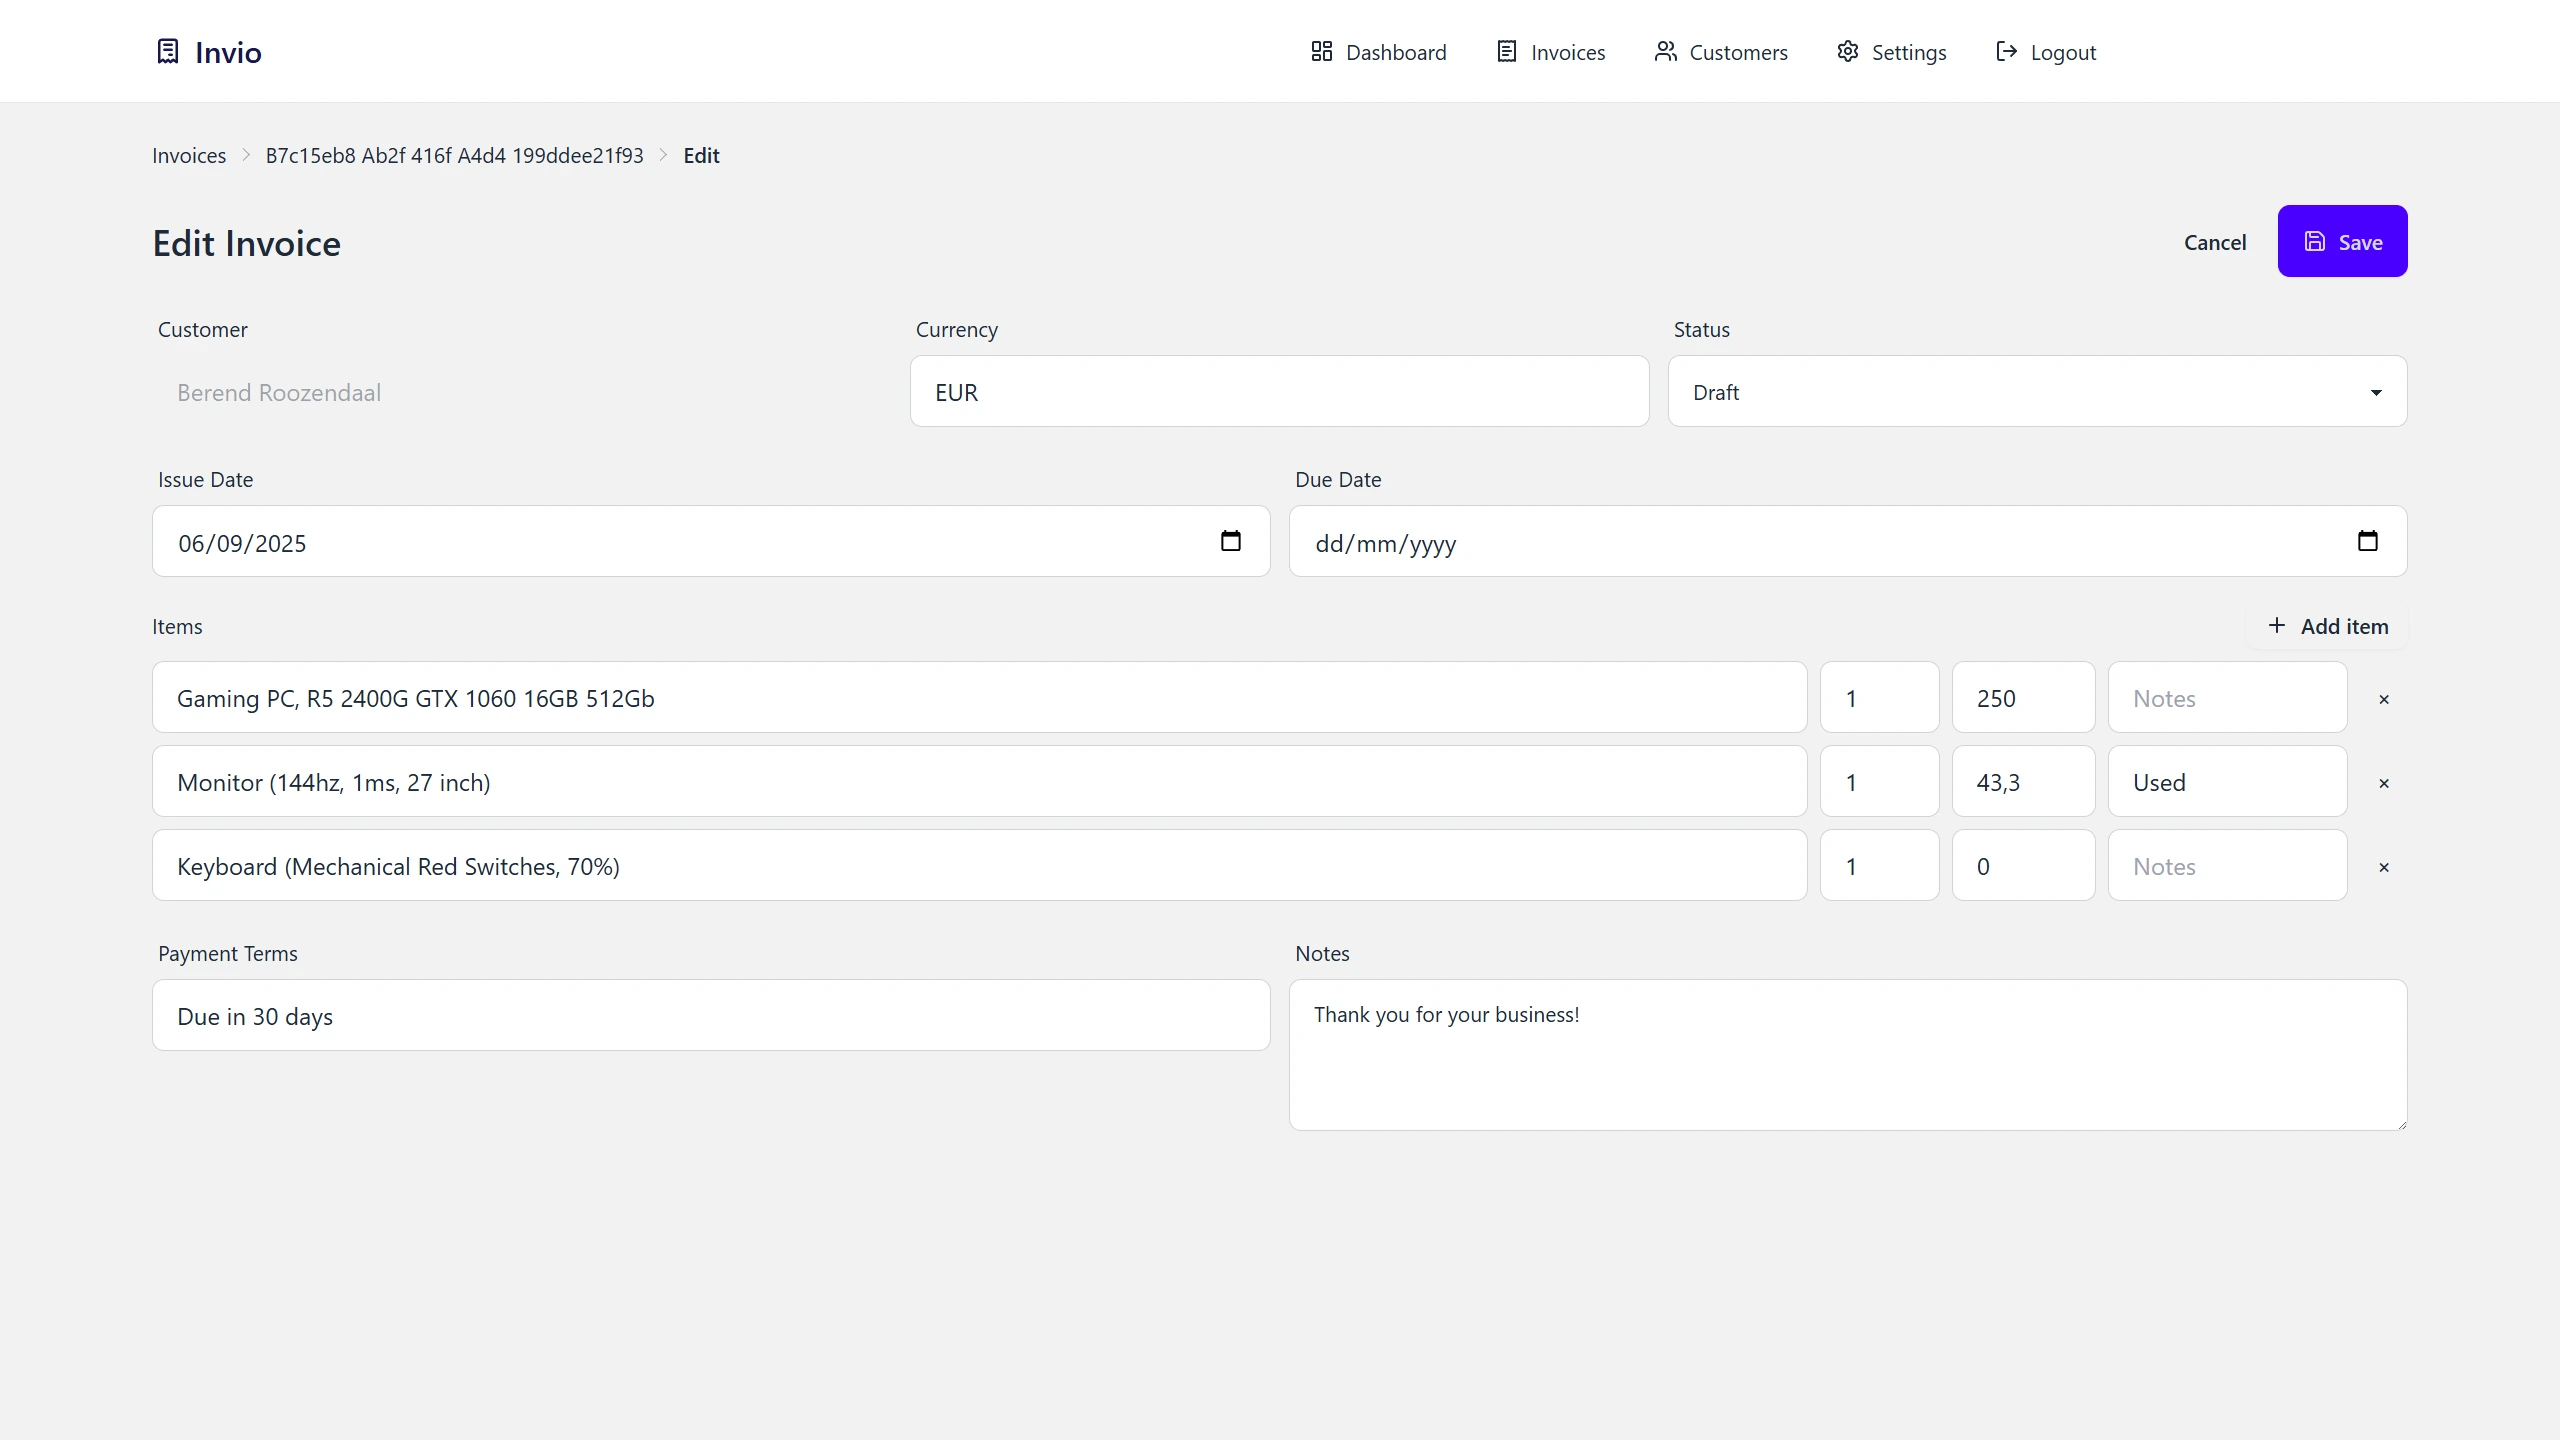 Invio
Dashboard
Invoices
Customers
Settings
Logout
Invoices > B7c15eb8 Ab2f 416f A4d4 199ddee21f93 > Edit
Edit Invoice
Cancel
Save
Customer
Currency
Status
Berend Roozendaal
EUR
Draft
Issue Date
Due Date
06/09/2025
dd/mm/yyyy
Items
+ Add item
Gaming PC, R5 2400G GTX 1060 16GB 512Gb
1
250
Notes
×
Monitor (144hz, 1ms, 27 inch)
1
43,3
Used
×
Keyboard (Mechanical Red Switches, 70%)
1
0
Notes
×
Payment Terms
Notes
Due in 30 days
Thank you for your business!